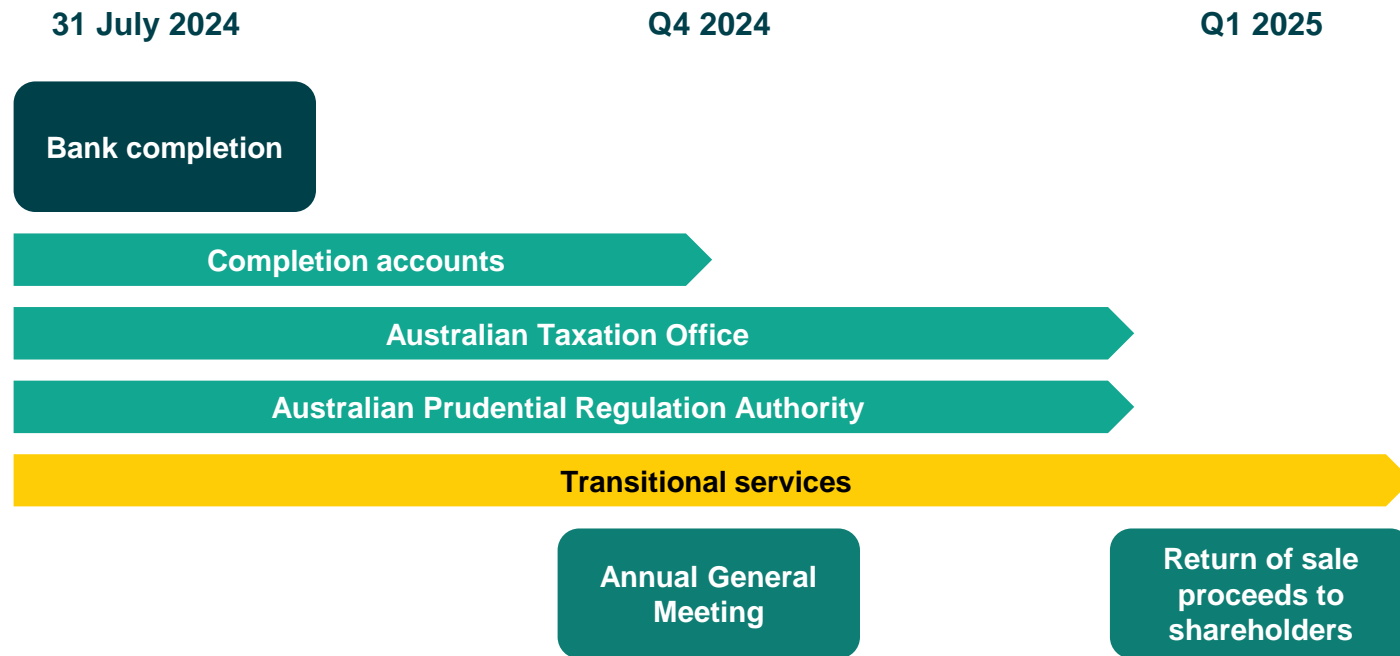 31 July 2024
Q4 2024
Q1 2025
Bank completion
Completion accounts
Australian Taxation Office
Australian Prudential Regulation Authority
Transitional services
Annual General
Meeting
Return of sale
proceeds to
shareholders